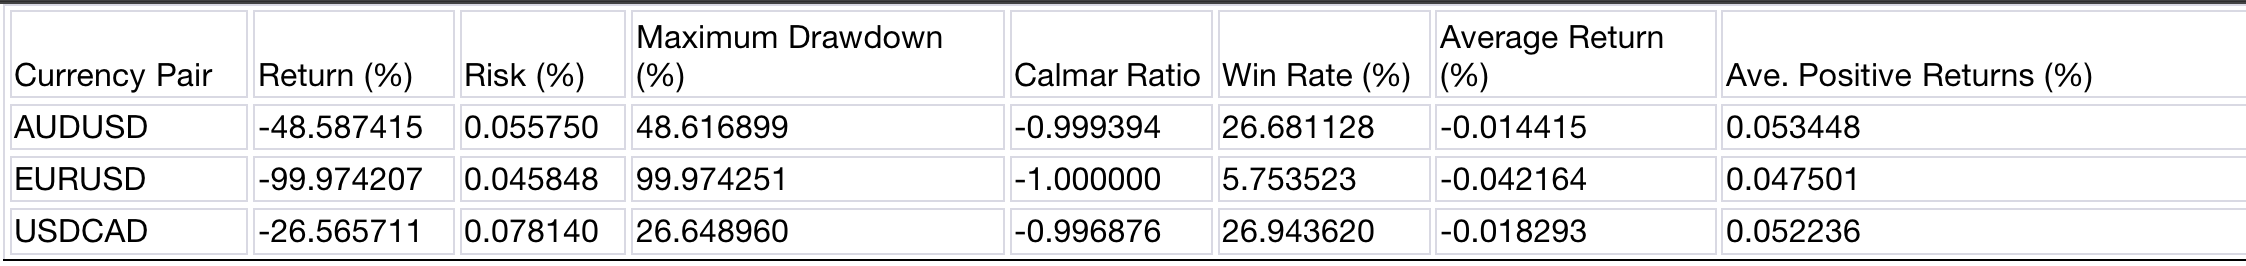 Currency Pair Return (%) Risk (%) Maximum Drawdown (%) Calmar Ratio Win Rate (%) Average Return (%) Ave. Positive Returns (%)
AUDUSD -48.587415 0.055750 48.616899 -0.999394 26.681128 -0.014415 0.053448
EURUSD -99.974207 0.045848 99.974251 -1.000000 5.753523 -0.042164 0.047501
USDCAD -26.565711 0.078140 26.648960 -0.996876 26.943620 -0.018293 0.052236